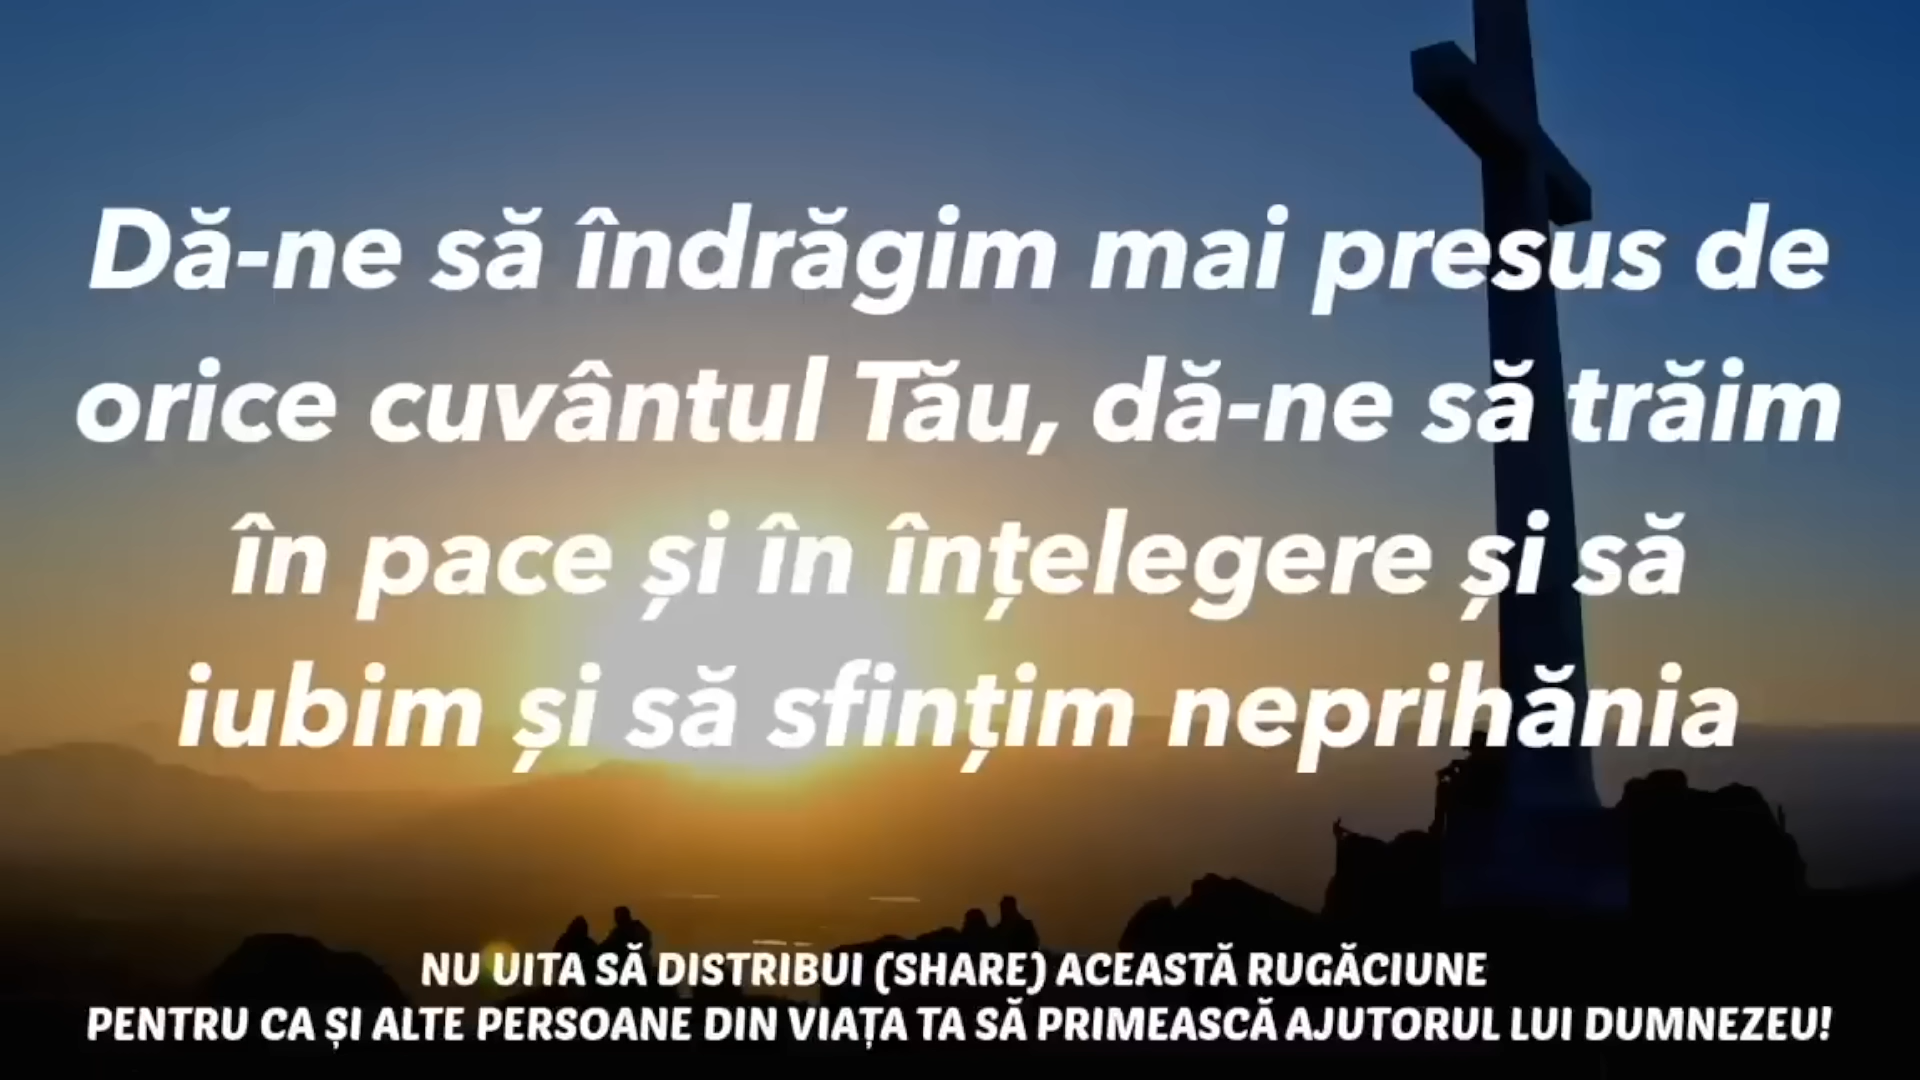 Dă-ne să îndrăgim mai presus de
orice cuvântul Tău, dă-ne să trăim
în pace și în înțelegere și să
iubim și să sfințim neprihănia
NU UITA SĂ DISTRIBUI (SHARE) ACEASTĂ RUGĂCIUNE
PENTRU CA ȘI ALTE PERSOANE DIN VIAȚA TA SĂ PRIMEASCĂ AJUTORUL LUI DUMNEZEU!